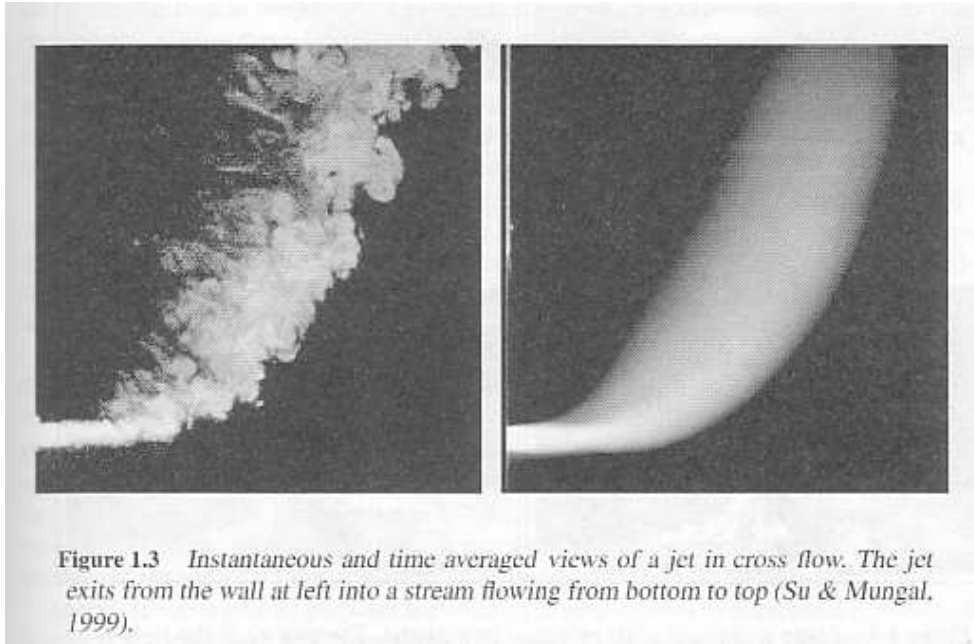 Figure 1.3 Instantaneous and time averaged views of a jet in cross flow. The jet
exits from the wall at left into a stream flowing from bottom to top (Su & Mungal,
1999).